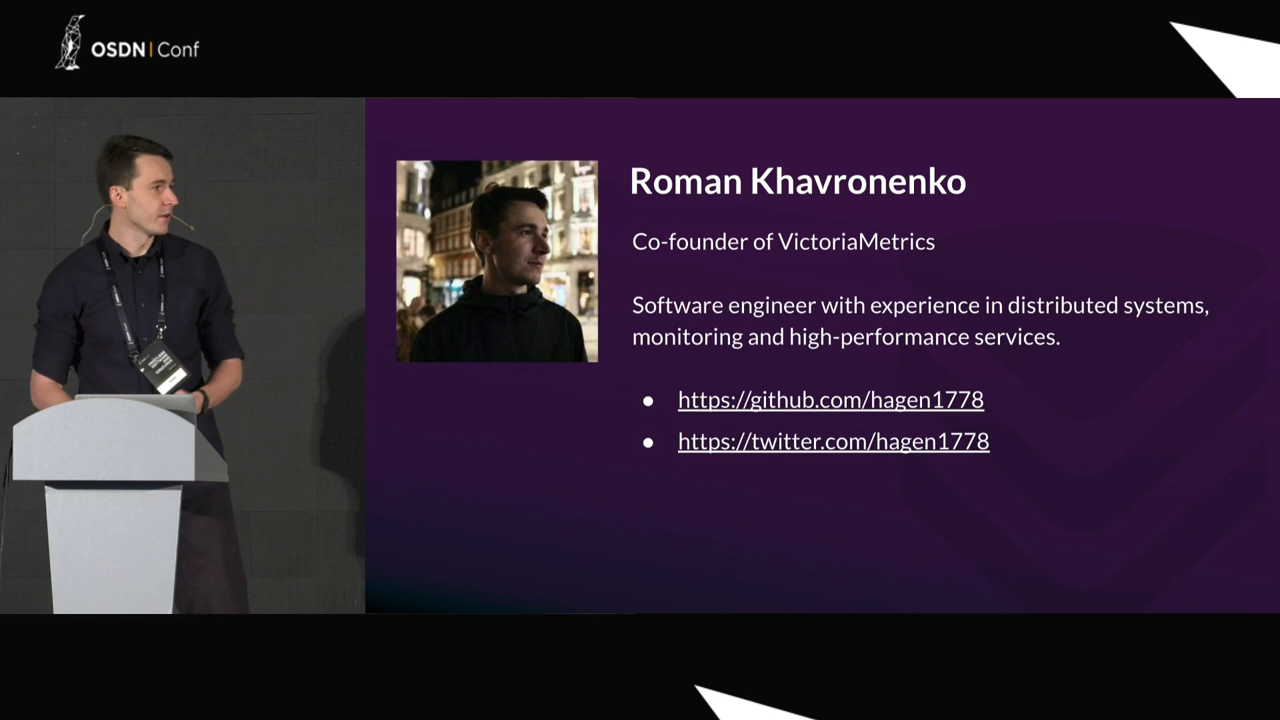 OSDN | Conf
Roman Khavronenko
Co-founder of VictoriaMetrics
Software engineer with experience in distributed systems,
monitoring and high-performance services.
• https://github.com/hagen1778
• https://twitter.com/hagen1778